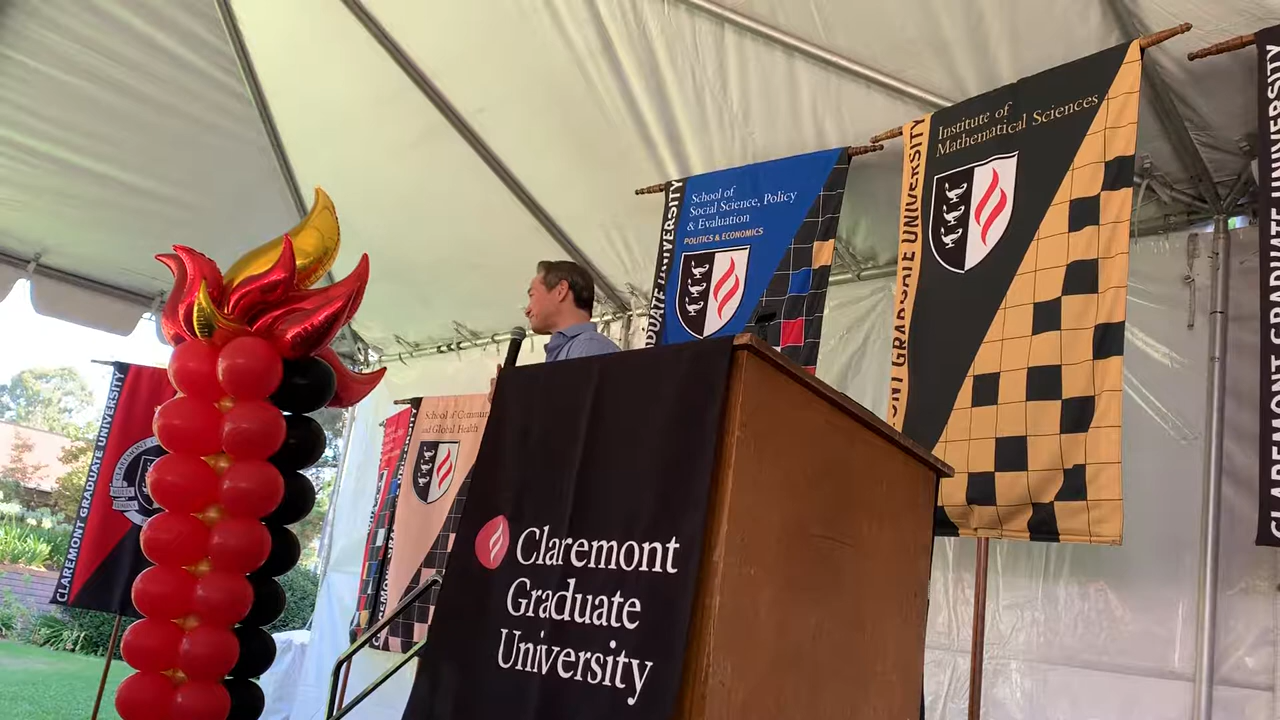 Institute of
Mathematical Sciences
School of
Social Science, Policy
& Evaluation
POLITICS & ECONOMICS
CLAREMONT GRADUATE UNIVERSITY
School of
and Global Health
CLAREMONT GRADUATE UNIVERSITY
GRADUATE UNIVERSITY
Claremont
Graduate
University